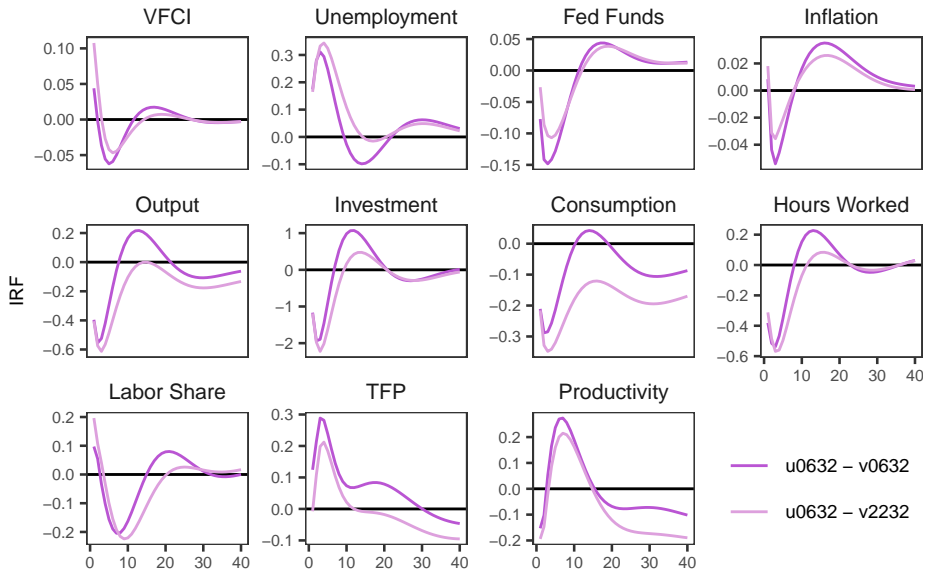 VFCI
Unemployment
Fed Funds
Inflation
0.10
0.05
0.00
−0.05
0.3
0.2
0.1
0.0
−0.1
0.05
0.00
−0.05
−0.10
−0.15
0.02
0.00
−0.02
−0.04
Output
Investment
Consumption
Hours Worked
IRF
0.2
0.0
−0.2
−0.4
−0.6
1
0
−1
−2
0.0
−0.1
−0.2
−0.3
0.2
0.0
−0.2
−0.4
−0.6
0 10 20 30 40
Labor Share
TFP
Productivity
0.2
0.1
0.0
−0.1
−0.2
0.3
0.2
0.1
0.0
−0.1
0.2
0.1
0.0
−0.1
−0.2
0 10 20 30 40
0 10 20 30 40
0 10 20 30 40
u0632 − v0632
u0632 − v2232